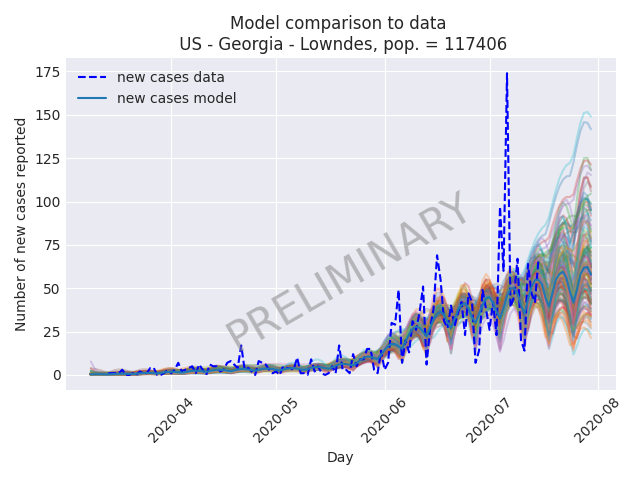 Model comparison to data
US - Georgia - Lowndes, pop. = 117406
new cases data
new cases model
PRELIMINARY
Number of new cases reported
175
150
125
100
75
50
25
0
2020-04
2020-05
2020-06
2020-07
2020-08
Day